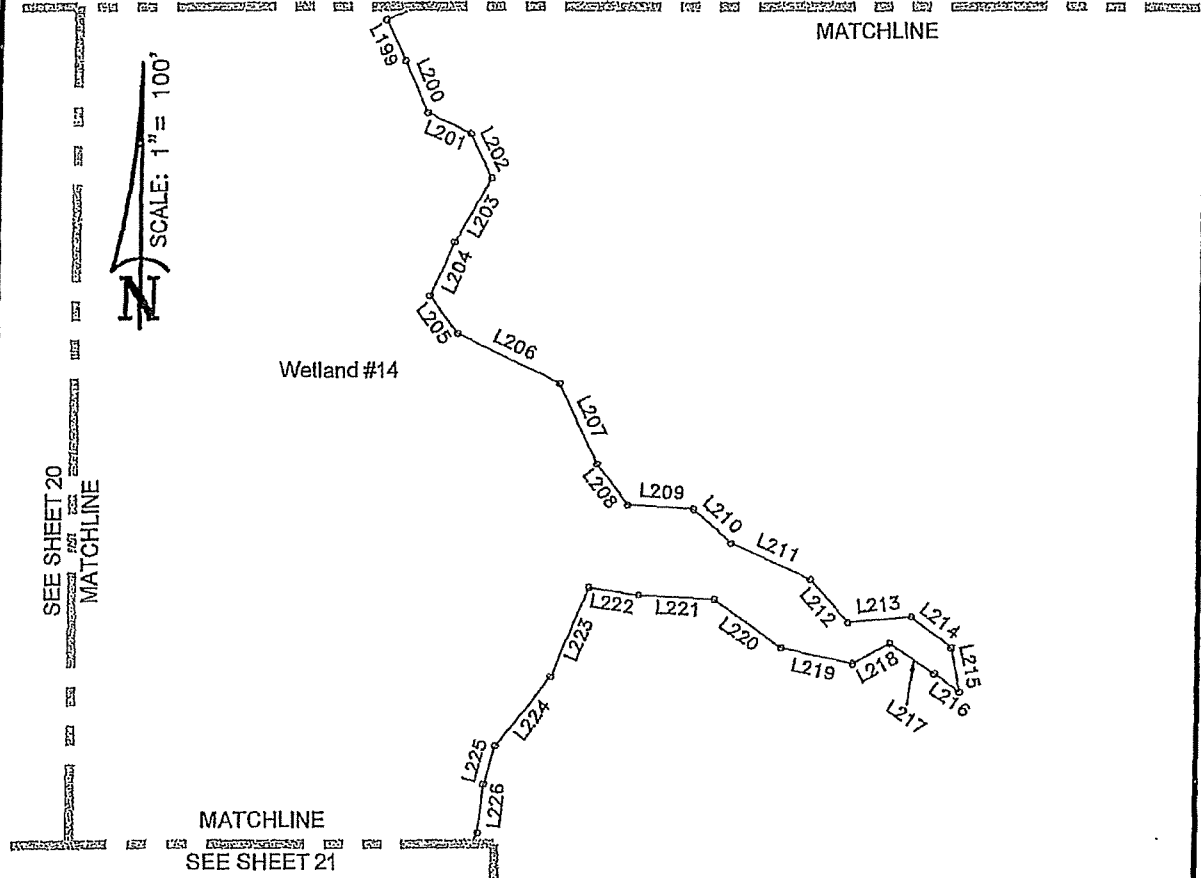 MATCHLINE
L199
L200
SCALE: 1"= 100'
L201
L202
L203
L204
N
L205
L206
Wetland #14
L207
SEE SHEET 20
MATCHLINE
L208
L209
L210
L211
L212
L213
L214
L215
L216
L217
L218
L219
L220
L221
L222
L223
L224
L225
L226
MATCHLINE
SEE SHEET 21